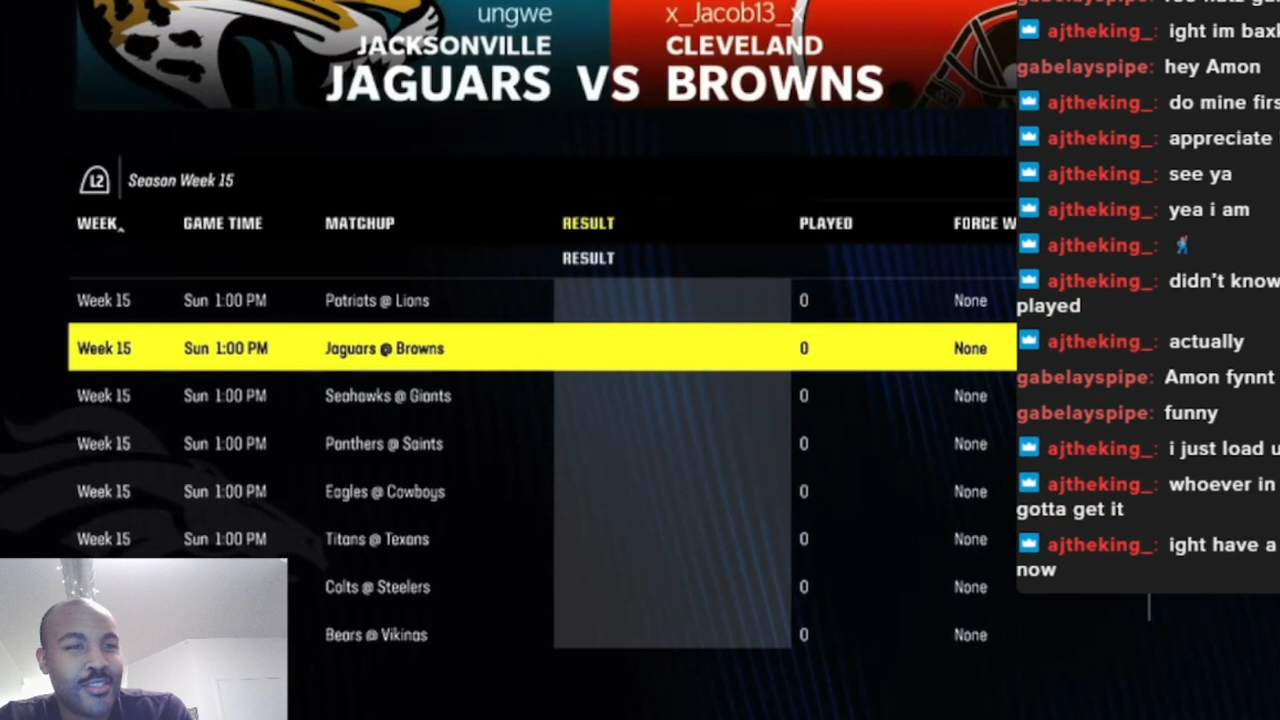 ungwe
x_Jacob13_x
JACKSONVILLE
CLEVELAND
JAGUARS VS BROWNS
L2 Season Week 15
WEEK GAME TIME MATCHUP RESULT PLAYED FORCE W
RESULT
Week 15 Sun 1:00 PM Patriots @ Lions 0 None
Week 15 Sun 1:00 PM Jaguars @ Browns 0 None
Week 15 Sun 1:00 PM Seahawks @ Giants 0 None
Week 15 Sun 1:00 PM Panthers @ Saints 0 None
Week 15 Sun 1:00 PM Eagles @ Cowboys 0 None
Week 15 Sun 1:00 PM Titans @ Texans 0 None
Colts @ Steelers 0 None
Bears @ Vikings 0 None
gabelayspipe:
ajtheking_: ight im baxk
gabelayspipe: hey Amon
ajtheking_: do mine firs
ajtheking_: appreciate
ajtheking_: see ya
ajtheking_: yea i am
ajtheking_:
ajtheking_: didn't know
played
ajtheking_: actually
gabelayspipe: Amon fynnt
gabelayspipe: funny
ajtheking_: i just load u
ajtheking_: whoever in
gotta get it
ajtheking_: ight have a
now